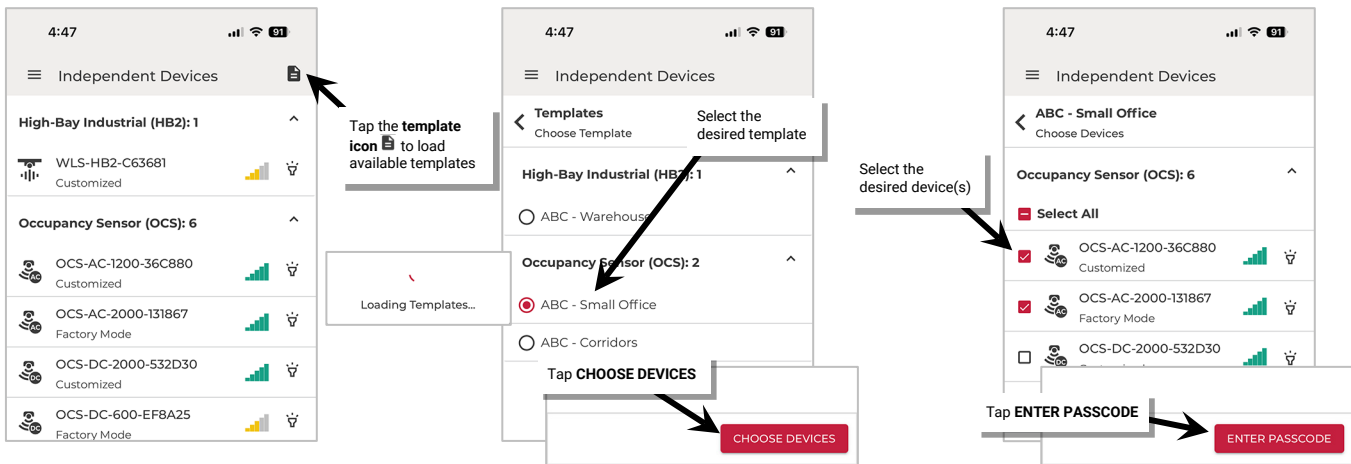 4:47
91
Independent Devices
High-Bay Industrial (HB2): 1
WLS-HB2-C63681
Customized
Occupancy Sensor (OCS): 6
OCS-AC-1200-36C880
Customized
AC
OCS-AC-2000-131867
Factory Mode
AC
OCS-DC-2000-532D30
Customized
DC
OCS-DC-600-EF8A25
Factory Mode
DC
Tap the template
icon to load
available templates
Loading Templates...
4:47
91
Independent Devices
Templates
Choose Template
Select the
desired template
High-Bay Industrial (HB2): 1
ABC - Warehouse
Occupancy Sensor (OCS): 2
ABC - Small Office
ABC - Corridors
Tap CHOOSE DEVICES
CHOOSE DEVICES
4:47
91
Independent Devices
ABC - Small Office
Choose Devices
Select the
desired device(s)
Occupancy Sensor (OCS): 6
Select All
OCS-AC-1200-36C880
Customized
AC
OCS-AC-2000-131867
Factory Mode
AC
OCS-DC-2000-532D30
Tap ENTER PASSCODE
ENTER PASSCODE